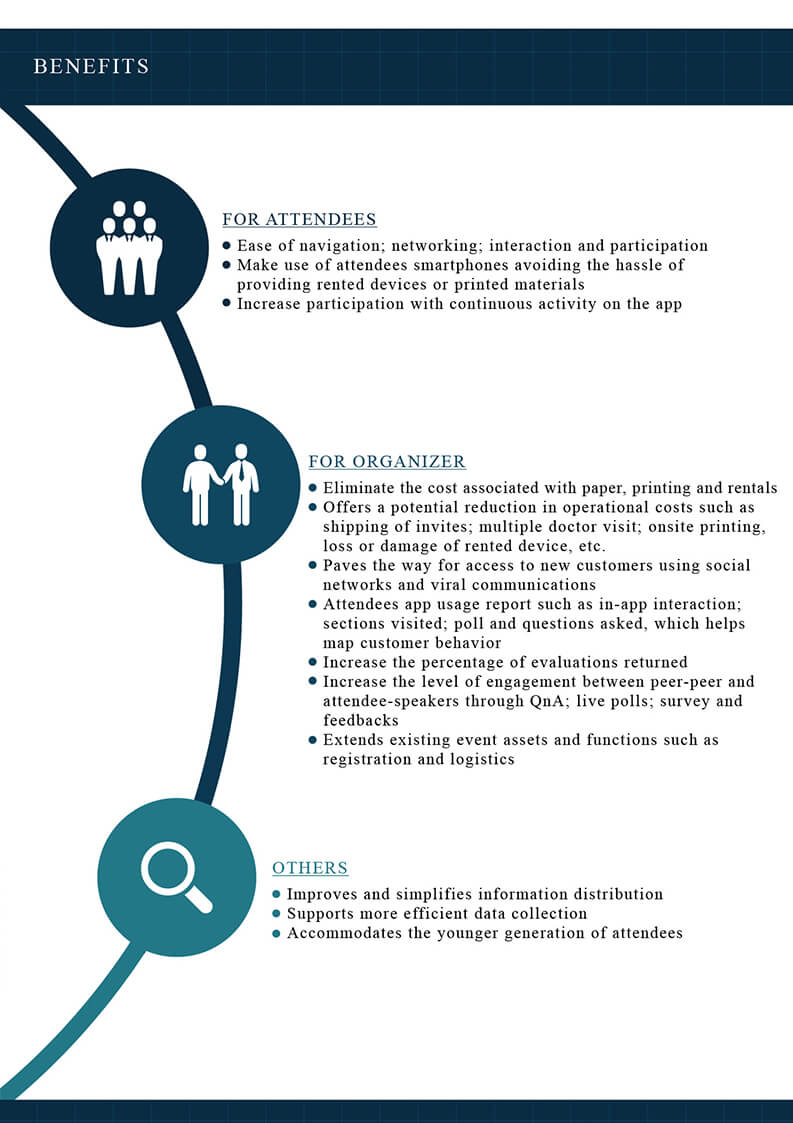 BENEFITS
FOR ATTENDEES
● Ease of navigation; networking; interaction and participation
● Make use of attendees smartphones avoiding the hassle of
providing rented devices or printed materials
● Increase participation with continuous activity on the app
FOR ORGANIZER
● Eliminate the cost associated with paper, printing and rentals
● Offers a potential reduction in operational costs such as
shipping of invites; multiple doctor visit; onsite printing,
loss or damage of rented device, etc.
● Paves the way for access to new customers using social
networks and viral communications
● Attendees app usage report such as in-app interaction;
sections visited; poll and questions asked, which helps
map customer behavior
● Increase the percentage of evaluations returned
● Increase the level of engagement between peer-peer and
attendee-speakers through QnA; live polls; survey and
feedbacks
● Extends existing event assets and functions such as
registration and logistics
OTHERS
● Improves and simplifies information distribution
● Supports more efficient data collection
● Accommodates the younger generation of attendees